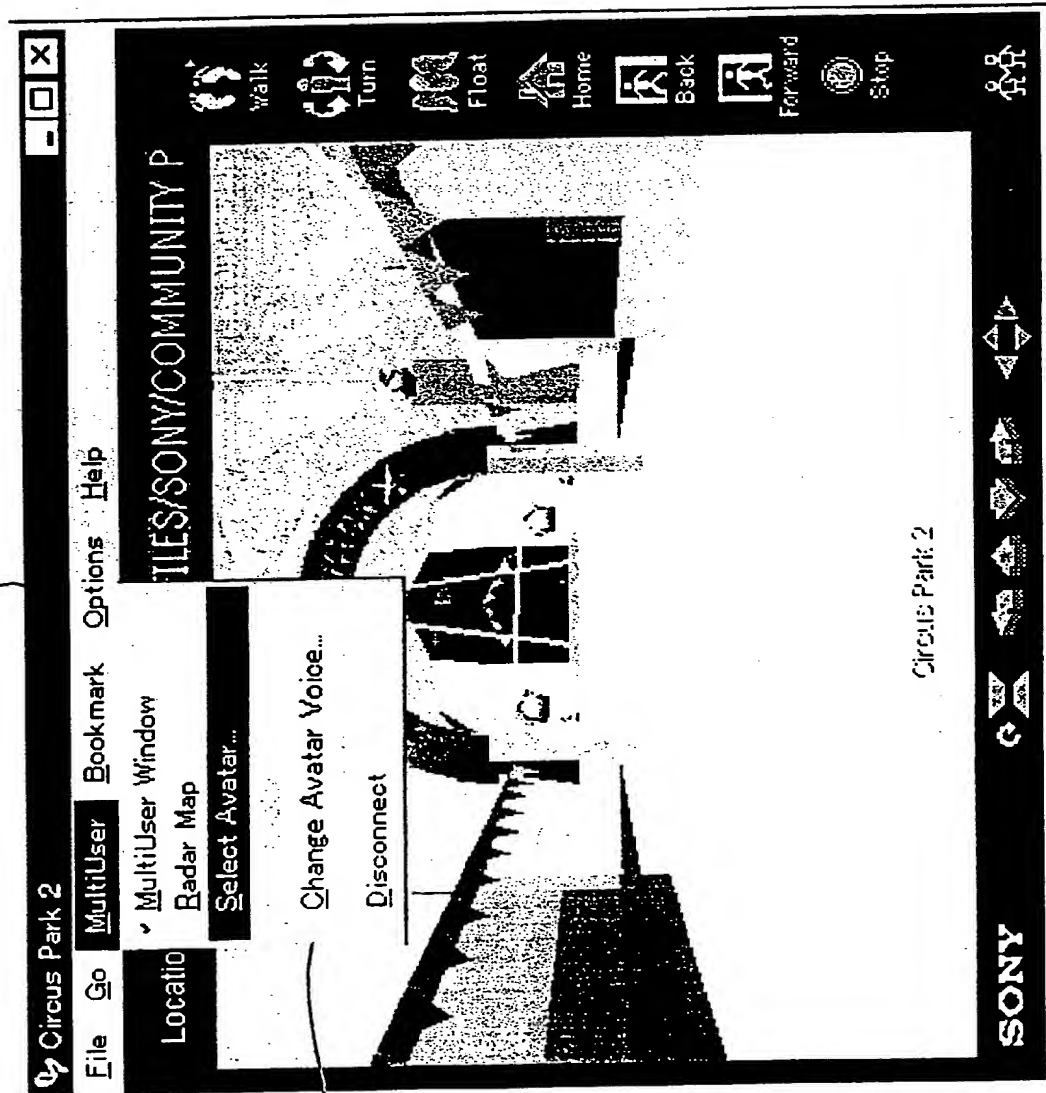 Circus Park 2
File Go MultiUser Bookmark Options Help
MultiUser Window
Radar Map
Select Avatar...
Change Avatar Voice...
Disconnect
Locatio
TILES/SONY/COMMUNITY P
Walk
Turn
Float
Home
Back
Forward
Stop
Circus Park 2
SONY